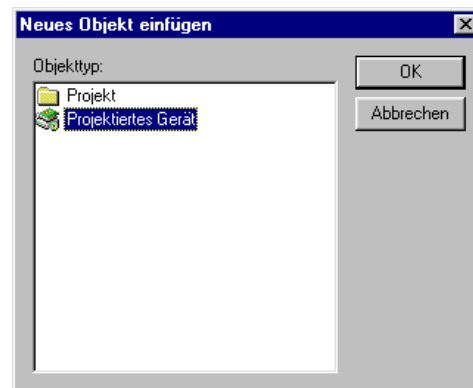 Neues Objekt einfügen
Objekttyp:
Projekt
Projektiertes Gerät
OK
Abbrechen